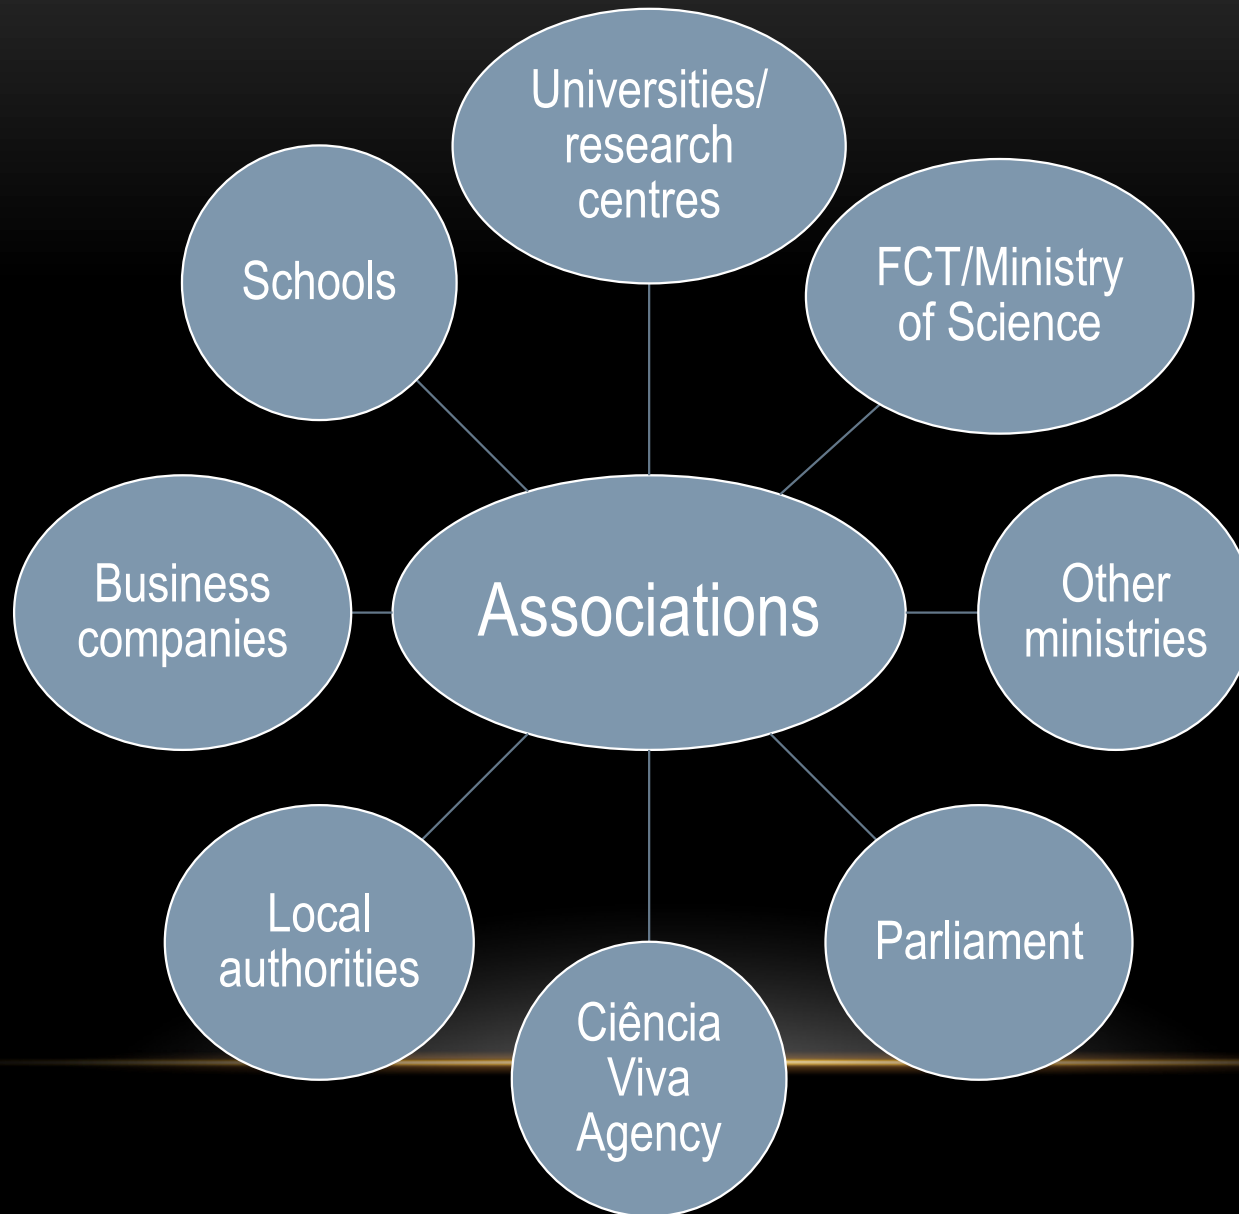 Universities/
research
centres
Schools
FCT/Ministry
of Science
Business
companies
Associations
Other
ministries
Local
authorities
Parliament
Ciência
Viva
Agency